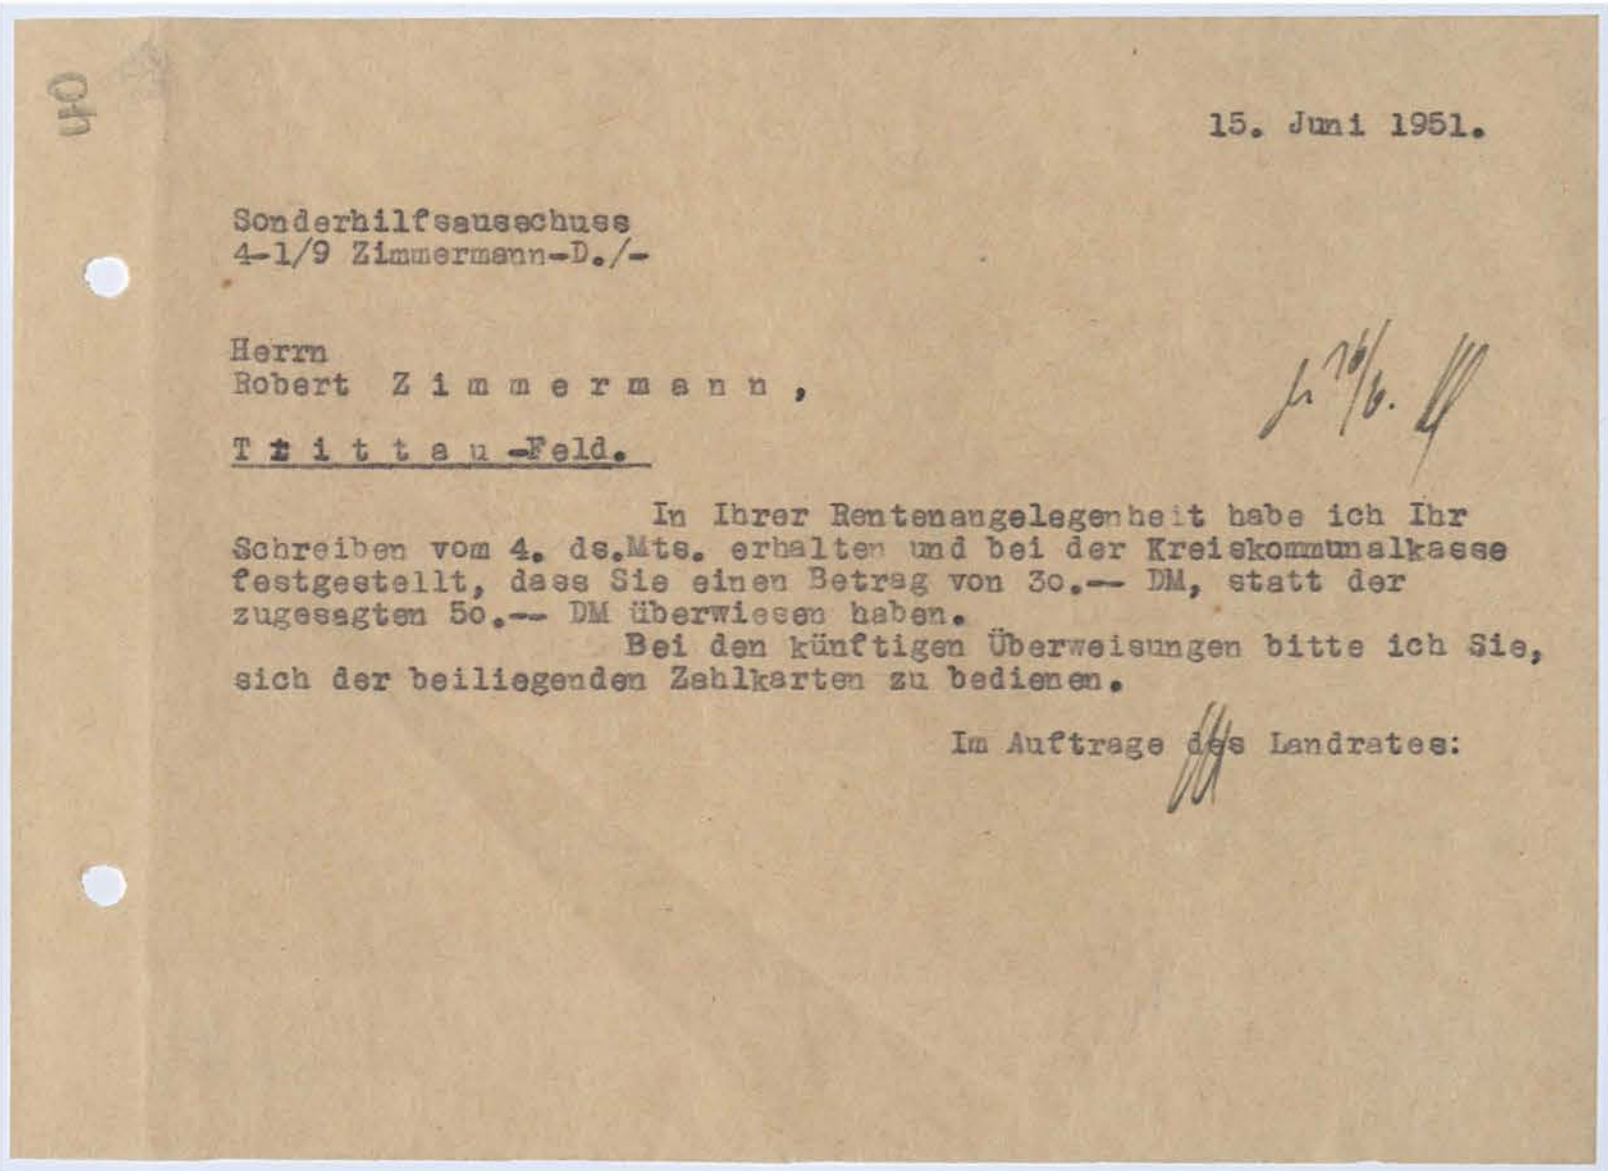 40
15. Juni 1951.
Sonderhilfsausschuss
4-1/9 Zimmermann-D./-
Herrn
Robert Z i m m e r m a n n ,
T r i t t a u -Feld.
In Ihrer Rentenangelegenheit habe ich Ihr
Schreiben vom 4. ds.Mts. erhalten und bei der Kreiskommunalkasse
festgestellt, dass Sie einen Betrag von 3o.-- DM, statt der
zugesagten 5o.-- DM überwiesen haben.
Bei den künftigen Überweisungen bitte ich Sie,
sich der beiliegenden Zahlkarten zu bedienen.
Im Auftrage des Landrates: